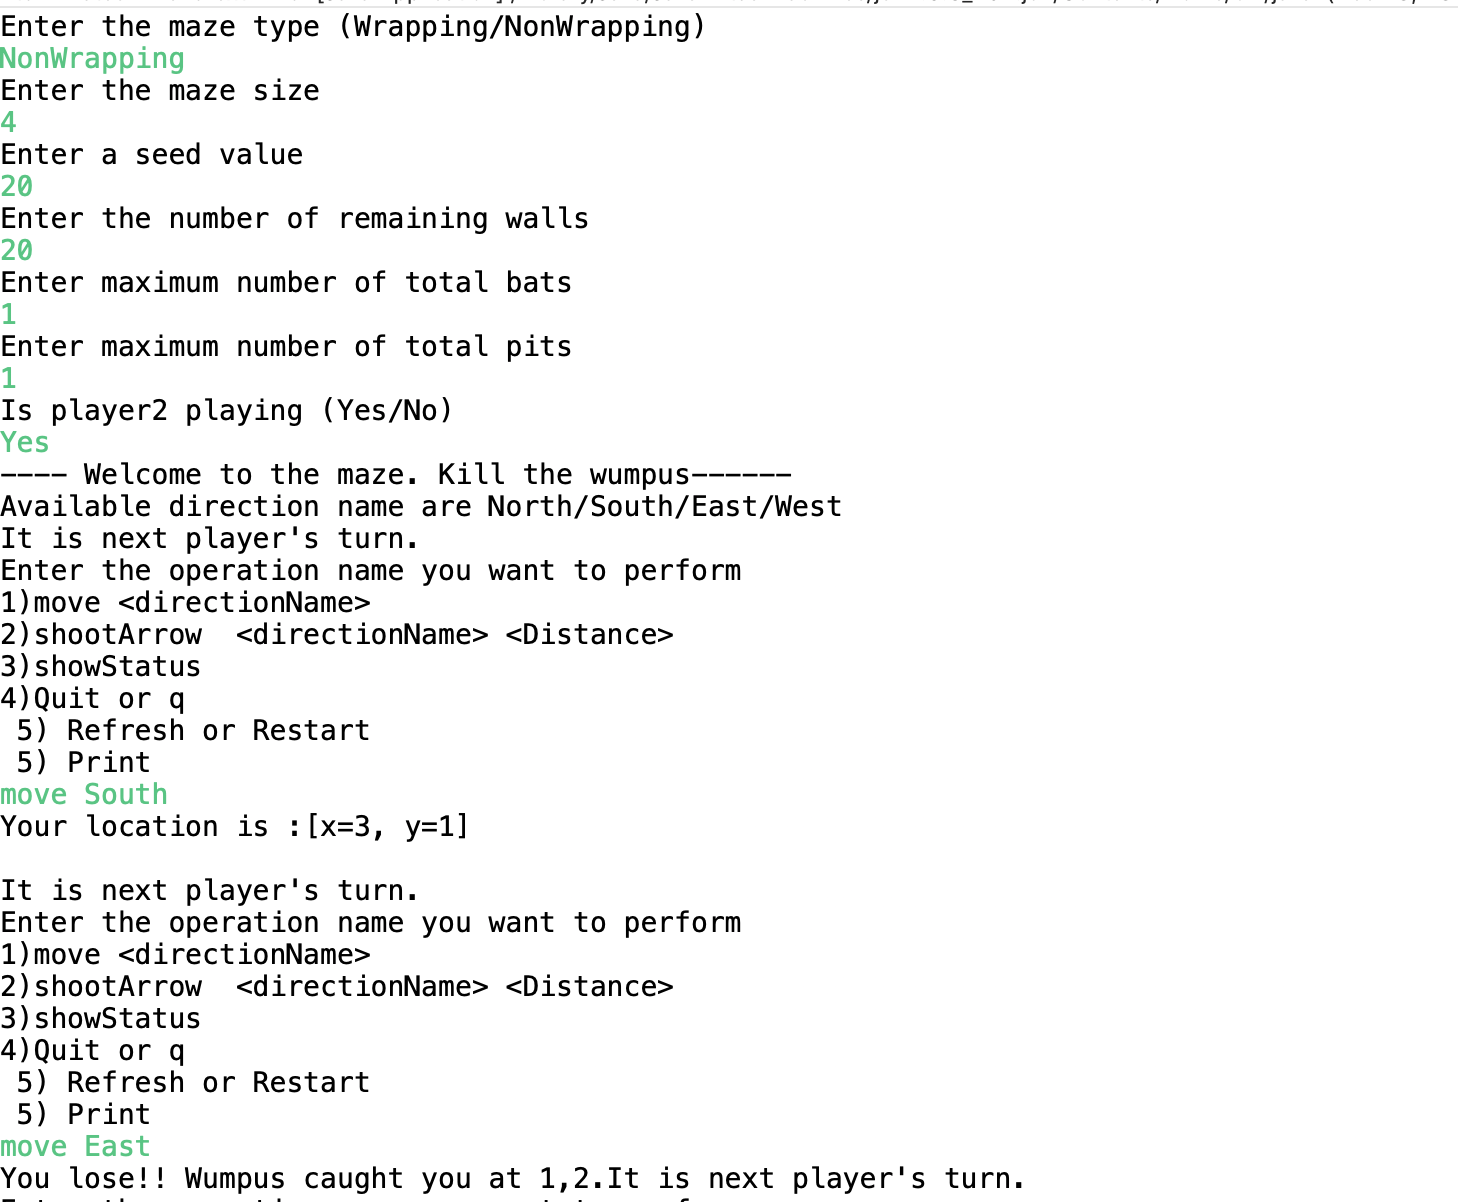 Enter the maze type (Wrapping/NonWrapping)
NonWrapping
Enter the maze size
4
Enter a seed value
20
Enter the number of remaining walls
20
Enter maximum number of total bats
1
Enter maximum number of total pits
1
Is player2 playing (Yes/No)
Yes
---- Welcome to the maze. Kill the wumpus------
Available direction name are North/South/East/West
It is next player's turn.
Enter the operation name you want to perform
1)move <directionName>
2)shootArrow  <directionName> <Distance>
3)showStatus
4)Quit or q
 5) Refresh or Restart
 5) Print
move South
Your location is :[x=3, y=1]

It is next player's turn.
Enter the operation name you want to perform
1)move <directionName>
2)shootArrow  <directionName> <Distance>
3)showStatus
4)Quit or q
 5) Refresh or Restart
 5) Print
move East
You lose!! Wumpus caught you at 1,2.It is next player's turn.